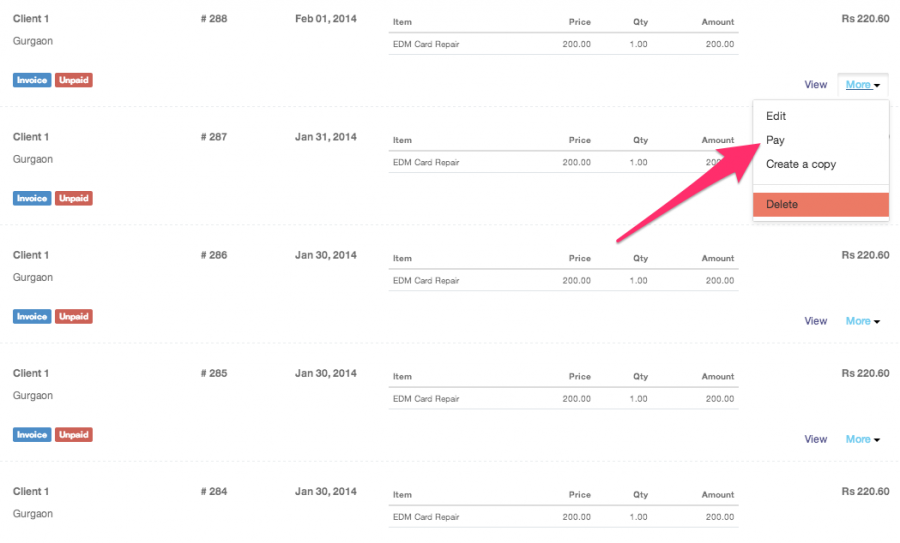 Client 1 # 288 Feb 01, 2014 Item Price Qty Amount Rs 220.60
Gurgaon EDM Card Repair 200.00 1.00 200.00
Invoice Unpaid View More
Edit
Client 1 # 287 Jan 31, 2014 Item Price Qty Amount Pay
Gurgaon EDM Card Repair 200.00 1.00 Create a copy
Invoice Unpaid Delete
Client 1 # 286 Jan 30, 2014 Item Price Qty Amount Rs 220.60
Gurgaon EDM Card Repair 200.00 1.00 200.00
Invoice Unpaid View More
Client 1 # 285 Jan 30, 2014 Item Price Qty Amount Rs 220.60
Gurgaon EDM Card Repair 200.00 1.00 200.00
Invoice Unpaid View More
Client 1 # 284 Jan 30, 2014 Item Price Qty Amount Rs 220.60
Gurgaon EDM Card Repair 200.00 1.00 200.00